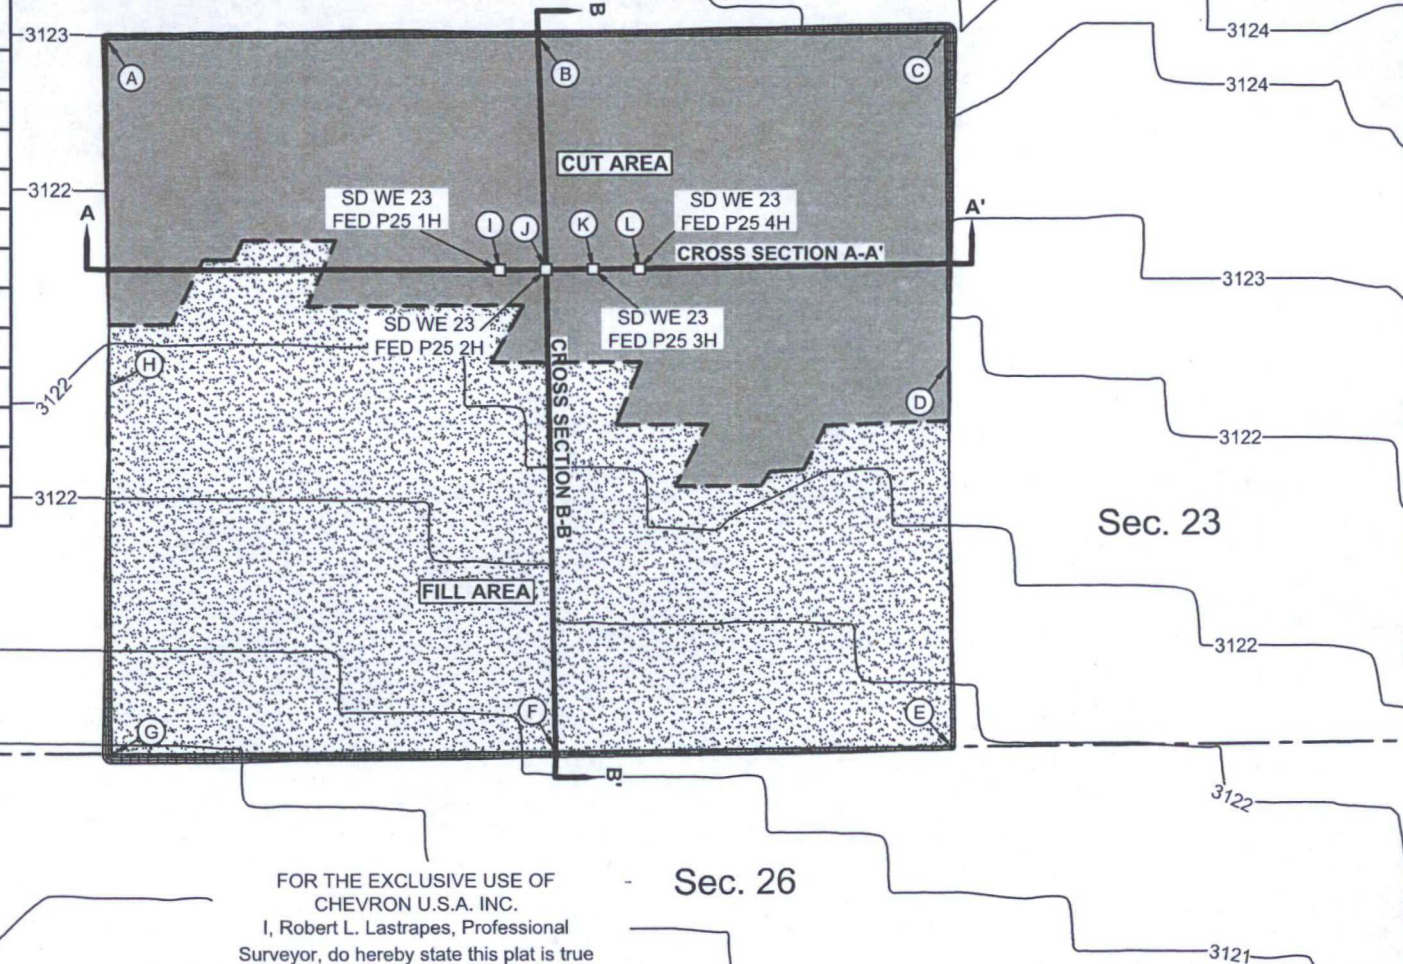 B
3123
3124
A
B
C
3124
CUT AREA
3122
SD WE 23
FED P25 1H
SD WE 23
FED P25 4H
A
I
J
K
L
A'
CROSS SECTION A-A'
3123
SD WE 23
FED P25 2H
SD WE 23
FED P25 3H
H
3122
D
CROSS SECTION B-B'
3122
3122
Sec. 23
FILL AREA
3122
G
F
E
B'
3122
FOR THE EXCLUSIVE USE OF
CHEVRON U.S.A. INC.
I, Robert L. Lastrapes, Professional
Surveyor, do hereby state this plat is true
Sec. 26
3121